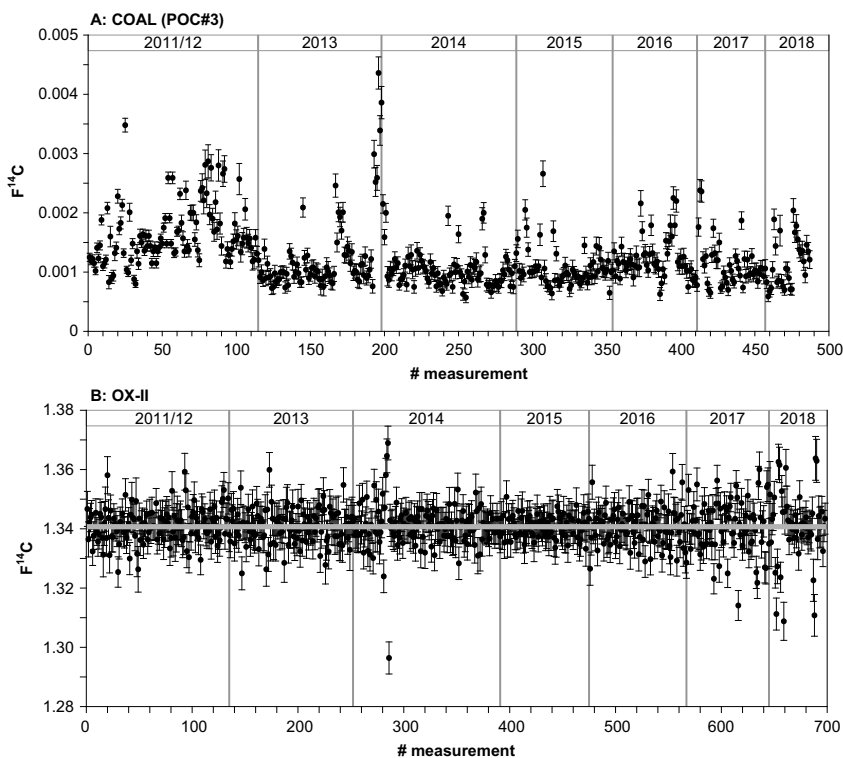 A: COAL (POC#3)
0.005
2011/12 2013 2014 2015 2016 2017 2018
0.004
0.003
F¹⁴C
0.002
0.001
0
0 50 100 150 200 250 300 350 400 450 500
# measurement
B: OX-II
1.38
2011/12 2013 2014 2015 2016 2017 2018
1.36
1.34
F¹⁴C
1.32
1.30
1.28
0 100 200 300 400 500 600 700
# measurement